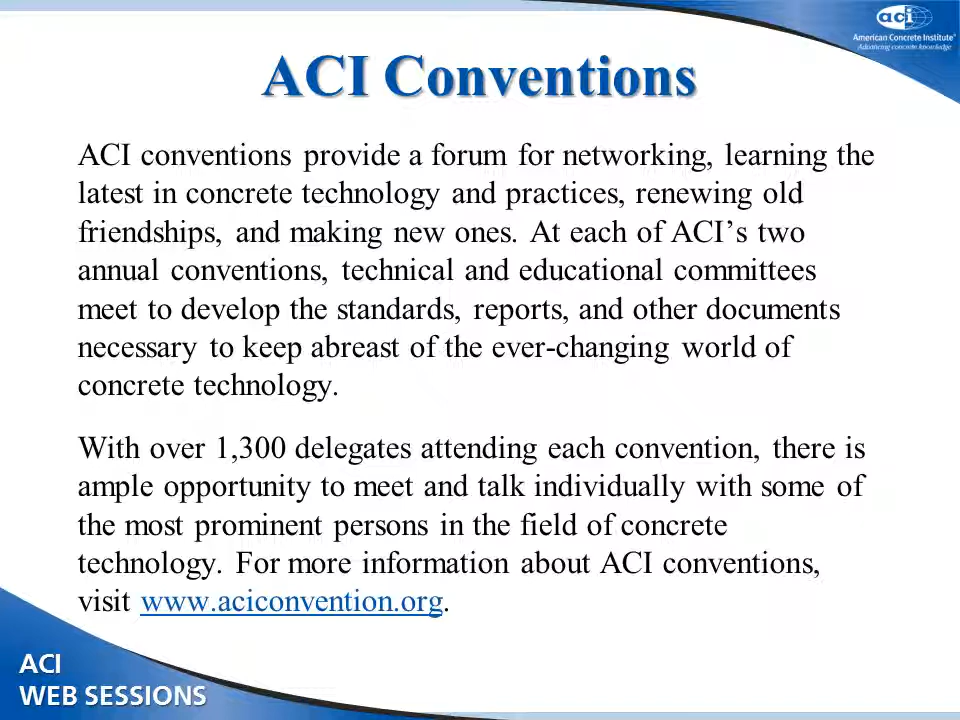 aci
American Concrete Institute®
Advancing concrete knowledge
ACI Conventions
ACI conventions provide a forum for networking, learning the
latest in concrete technology and practices, renewing old
friendships, and making new ones. At each of ACI’s two
annual conventions, technical and educational committees
meet to develop the standards, reports, and other documents
necessary to keep abreast of the ever-changing world of
concrete technology.
With over 1,300 delegates attending each convention, there is
ample opportunity to meet and talk individually with some of
the most prominent persons in the field of concrete
technology. For more information about ACI conventions,
visit www.aciconvention.org.
ACI
WEB SESSIONS